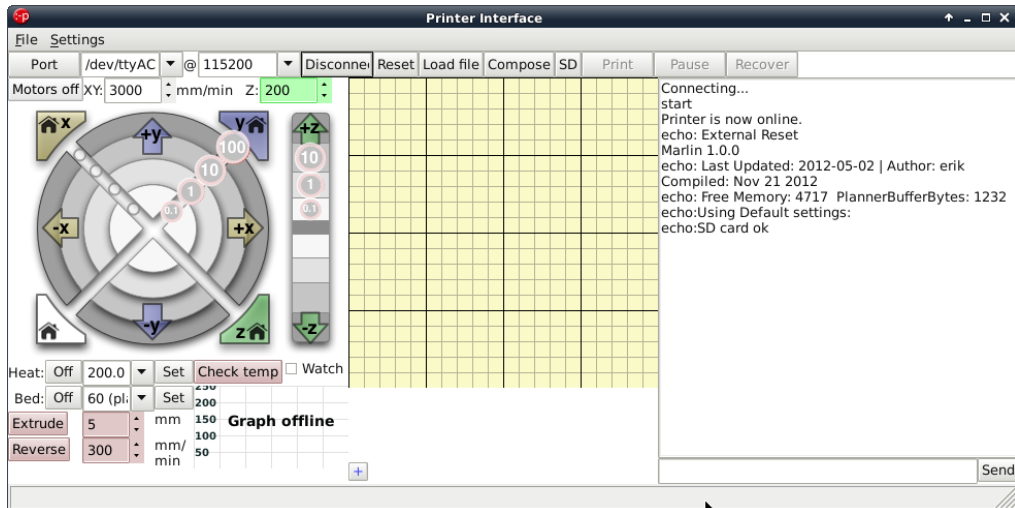 Printer Interface
File Settings
Port /dev/ttyAC @ 115200 Disconne Reset Load file Compose SD Print Pause Recover
Motors off XY: 3000 mm/min Z: 200
x +y y 100 10 1 0.1 -x +x -y z
+z 10 1 0.1 -z
Heat: Off 200.0 Set Check temp Watch
Bed: Off 60 (pla Set
Extrude 5 mm
Reverse 300 mm/
min
250
200
150 Graph offline
100
50
+
Connecting...
start
Printer is now online.
echo: External Reset
Marlin 1.0.0
echo: Last Updated: 2012-05-02 | Author: erik
Compiled: Nov 21 2012
echo: Free Memory: 4717 PlannerBufferBytes: 1232
echo:Using Default settings:
echo:SD card ok
Send